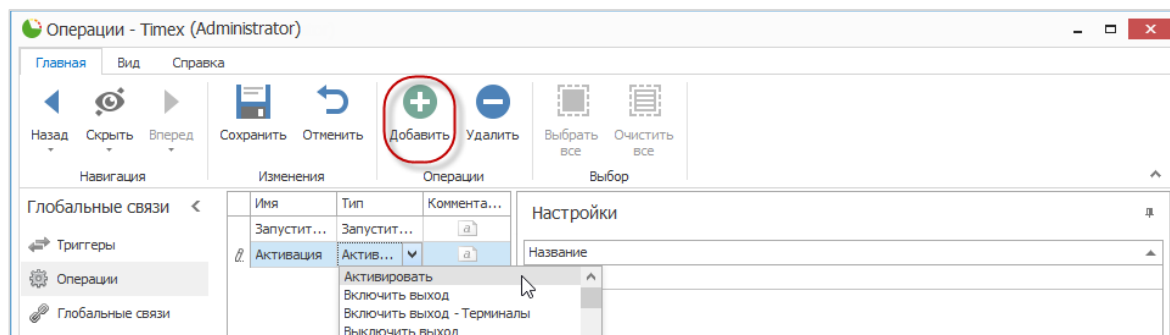 Операции - Timex (Administrator)
Главная Вид Справка
Назад Скрыть Вперед Сохранить Отменить Добавить Удалить Выбрать все Очистить все
Навигация Изменения Операции Выбор
Глобальные связи Имя Тип Коммента... Настройки
Запустит... Запустит... a
Триггеры Активация Актив... a Название
Операции Активировать
Включить выход
Глобальные связи Включить выход - Терминалы
Выключить выход